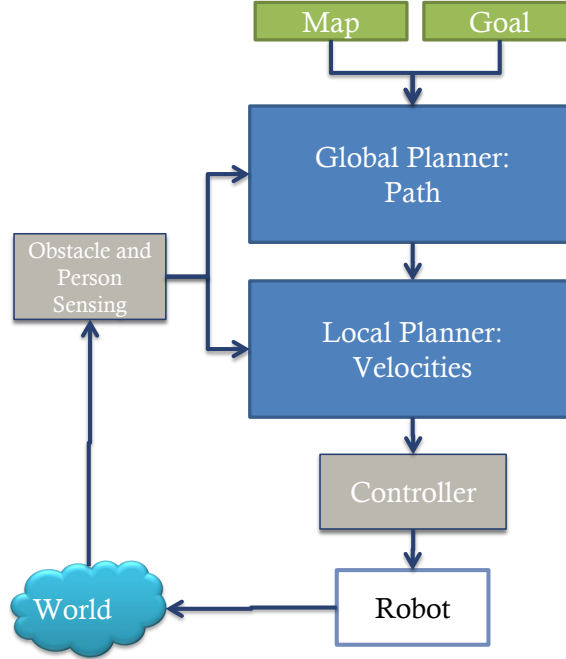 Map
Goal
Global Planner:
Path
Obstacle and
Person
Sensing
Local Planner:
Velocities
Controller
World
Robot